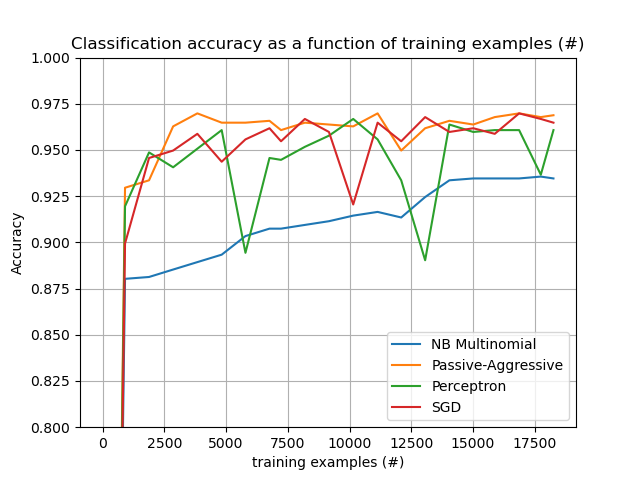 Classification accuracy as a function of training examples (#)
1.000
0.975
0.950
0.925
0.900
0.875
0.850
0.825
0.800
Accuracy
NB Multinomial
Passive-Aggressive
Perceptron
SGD
0 2500 5000 7500 10000 12500 15000 17500
training examples (#)